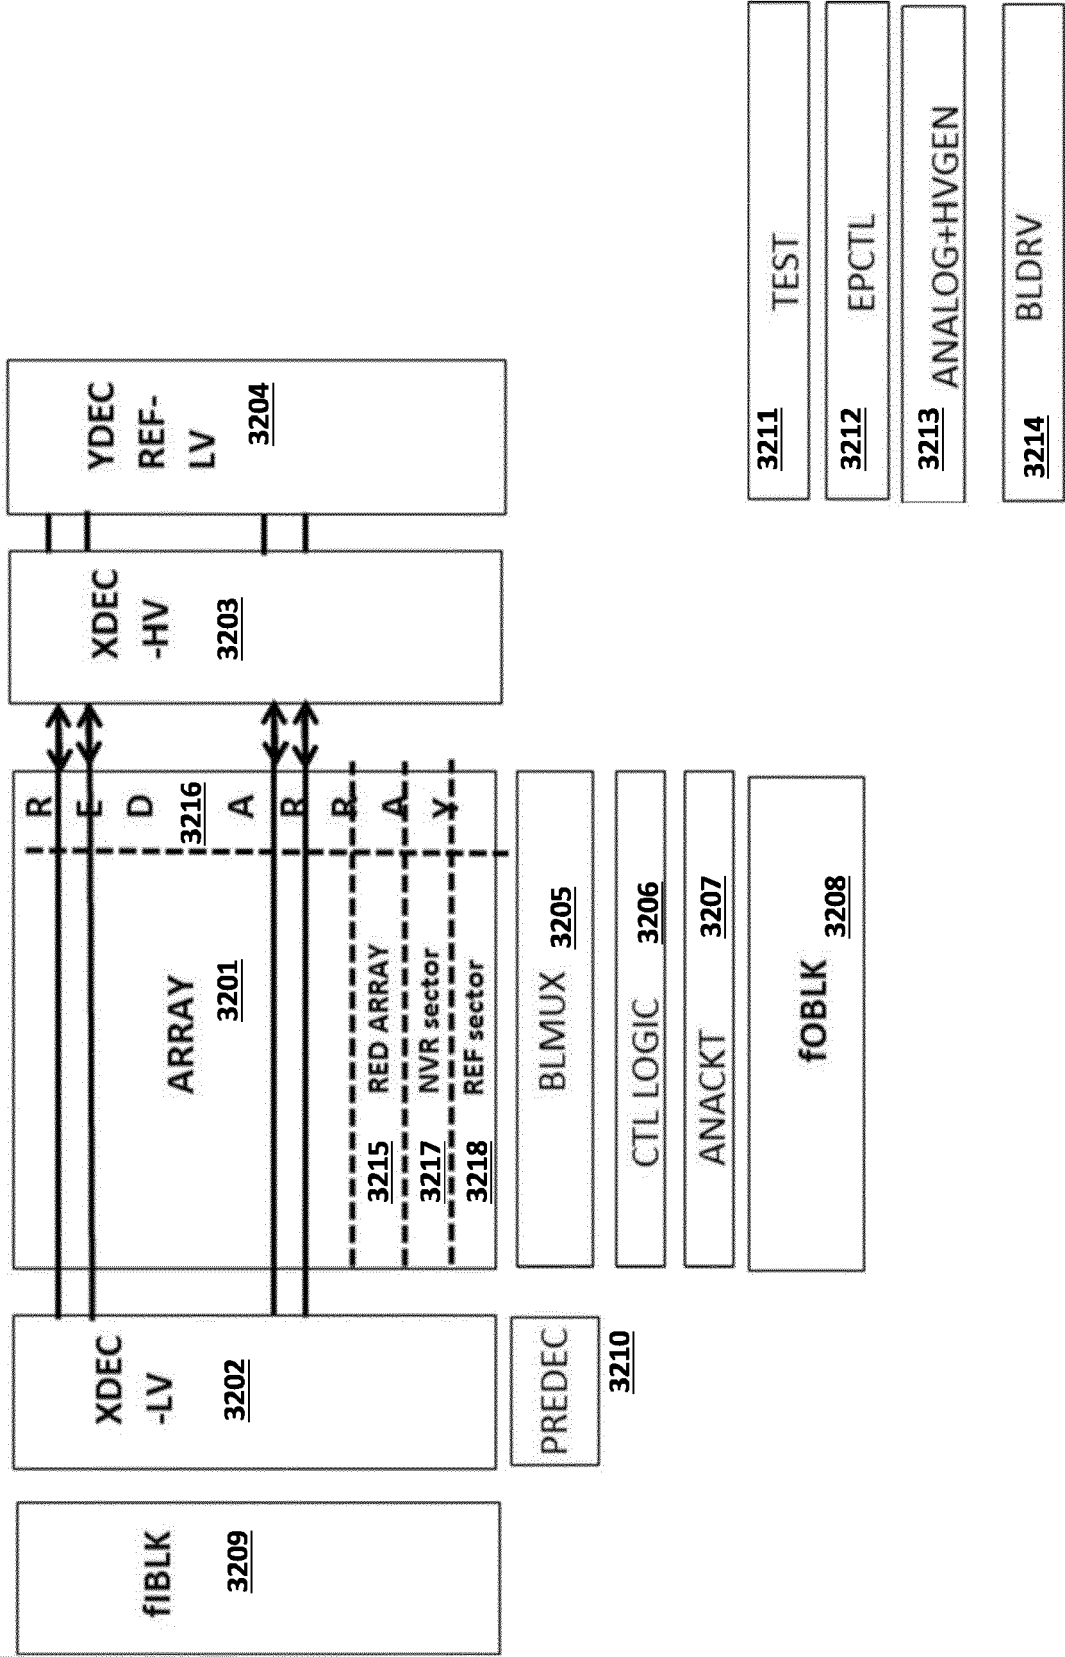 fIBLK
3209
XDEC
-LV
3202
PREDEC
3210
ARRAY
3201
3215 RED ARRAY
3217 NVR sector
3218 REF sector
R
E
D
3216
A
R
R
A
Y
BLMUX 3205
CTL LOGIC 3206
ANACKT 3207
fOBLK 3208
XDEC
-HV
3203
YDEC
REF-
LV
3204
3211 TEST
3212 EPCTL
3213 ANALOG+HVGEN
3214 BLDRV